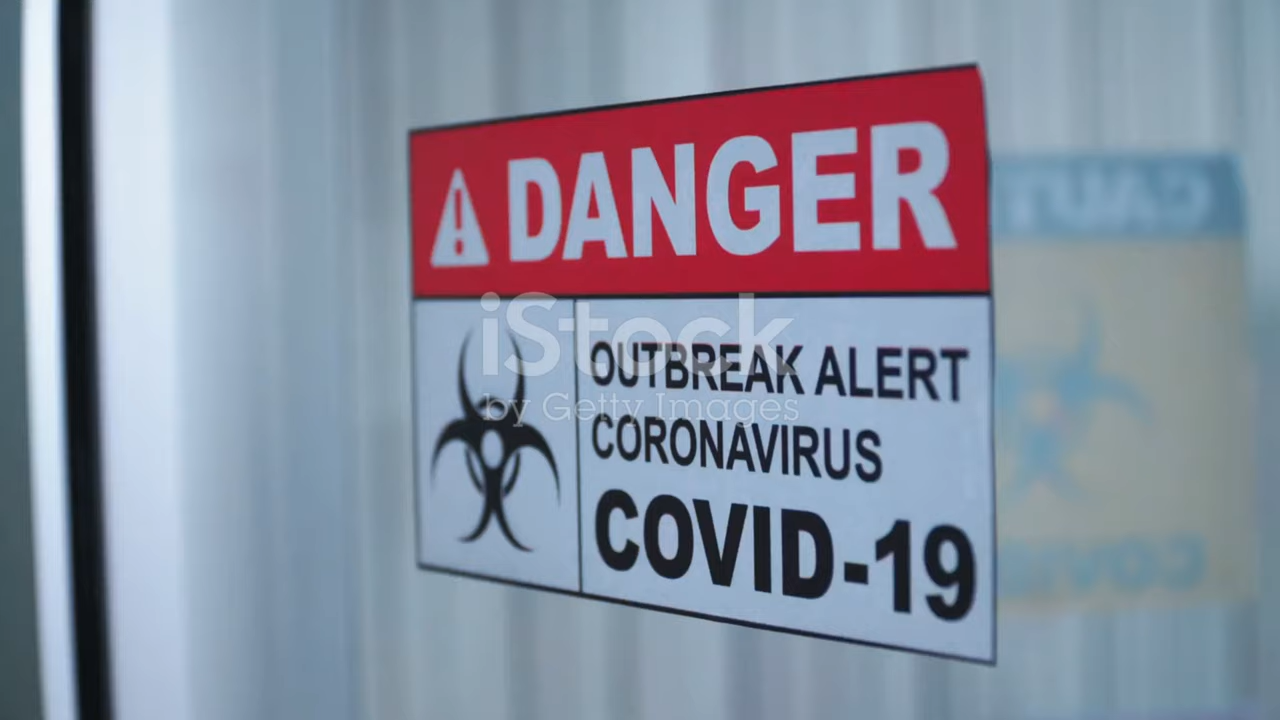 DANGER
OUTBREAK ALERT
CORONAVIRUS
COVID-19
iStock
by Getty Images